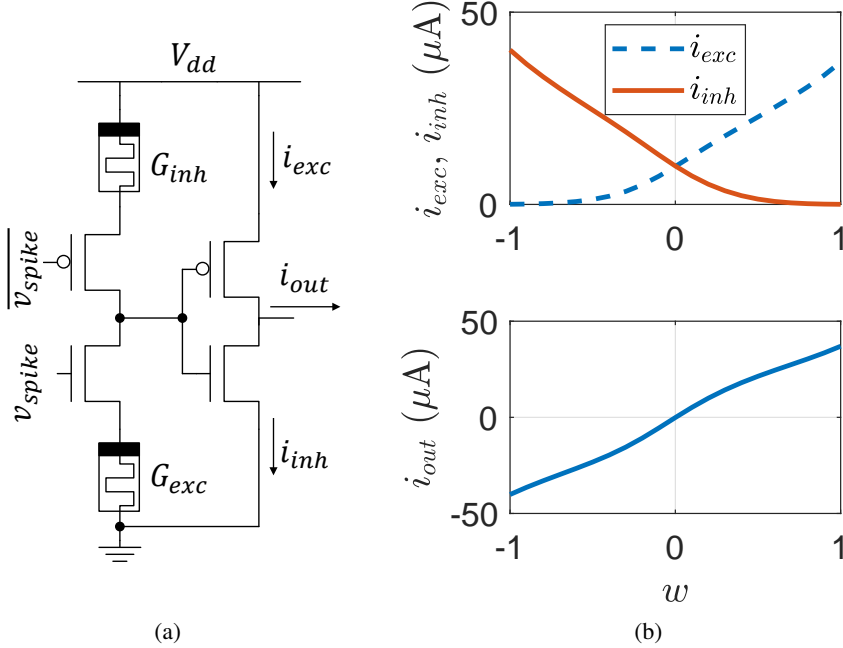 V_dd
G_inh
i_exc
\overline{v_spike}
i_out
v_spike
G_exc
i_inh
(a)
i_exc, i_inh (μA)
50
0
-1
0
1
i_exc
i_inh
i_out (μA)
50
0
-50
-1
0
1
w
(b)